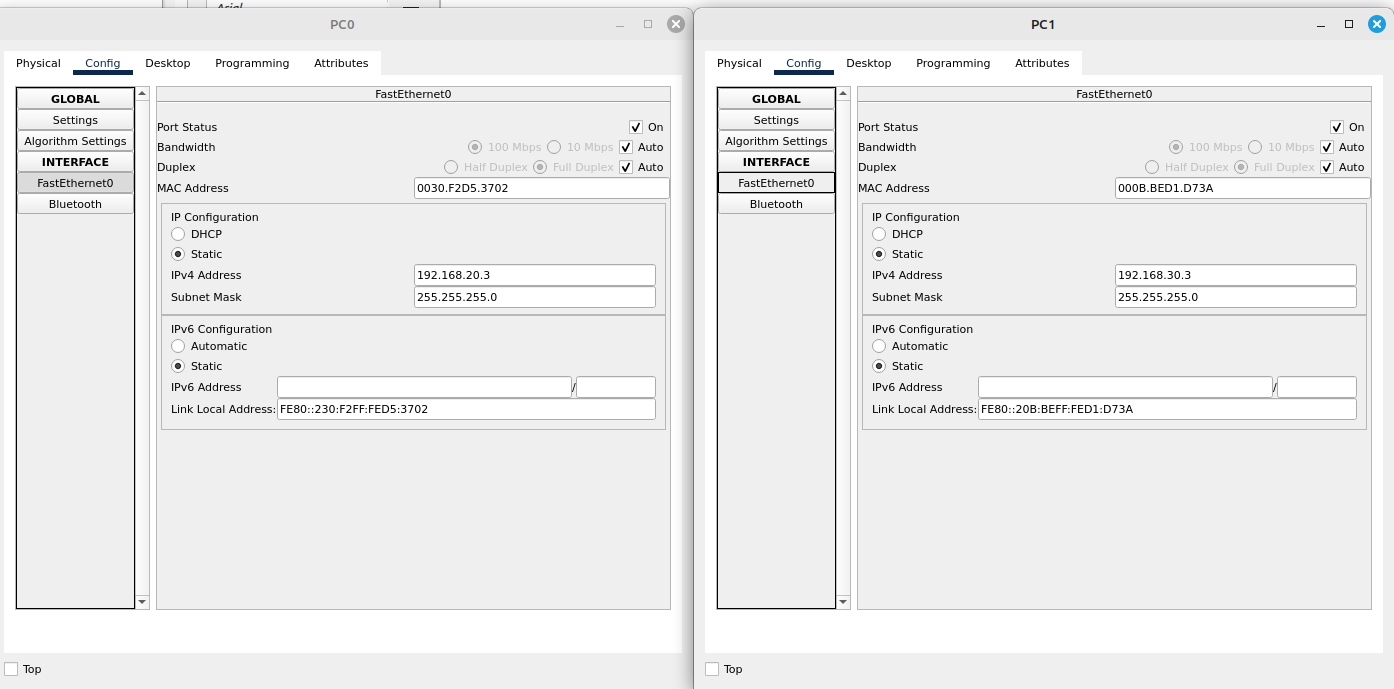 Arial
PC0
Physical Config Desktop Programming Attributes
GLOBAL
Settings
Algorithm Settings
INTERFACE
FastEthernet0
Bluetooth
FastEthernet0
Port Status On
Bandwidth 100 Mbps 10 Mbps Auto
Duplex Half Duplex Full Duplex Auto
MAC Address 0030.F2D5.3702
IP Configuration
DHCP
Static
IPv4 Address 192.168.20.3
Subnet Mask 255.255.255.0
IPv6 Configuration
Automatic
Static
IPv6 Address /
Link Local Address: FE80::230:F2FF:FED5:3702
Top
PC1
Physical Config Desktop Programming Attributes
GLOBAL
Settings
Algorithm Settings
INTERFACE
FastEthernet0
Bluetooth
FastEthernet0
Port Status On
Bandwidth 100 Mbps 10 Mbps Auto
Duplex Half Duplex Full Duplex Auto
MAC Address 000B.BED1.D73A
IP Configuration
DHCP
Static
IPv4 Address 192.168.30.3
Subnet Mask 255.255.255.0
IPv6 Configuration
Automatic
Static
IPv6 Address /
Link Local Address: FE80::20B:BEFF:FED1:D73A
Top